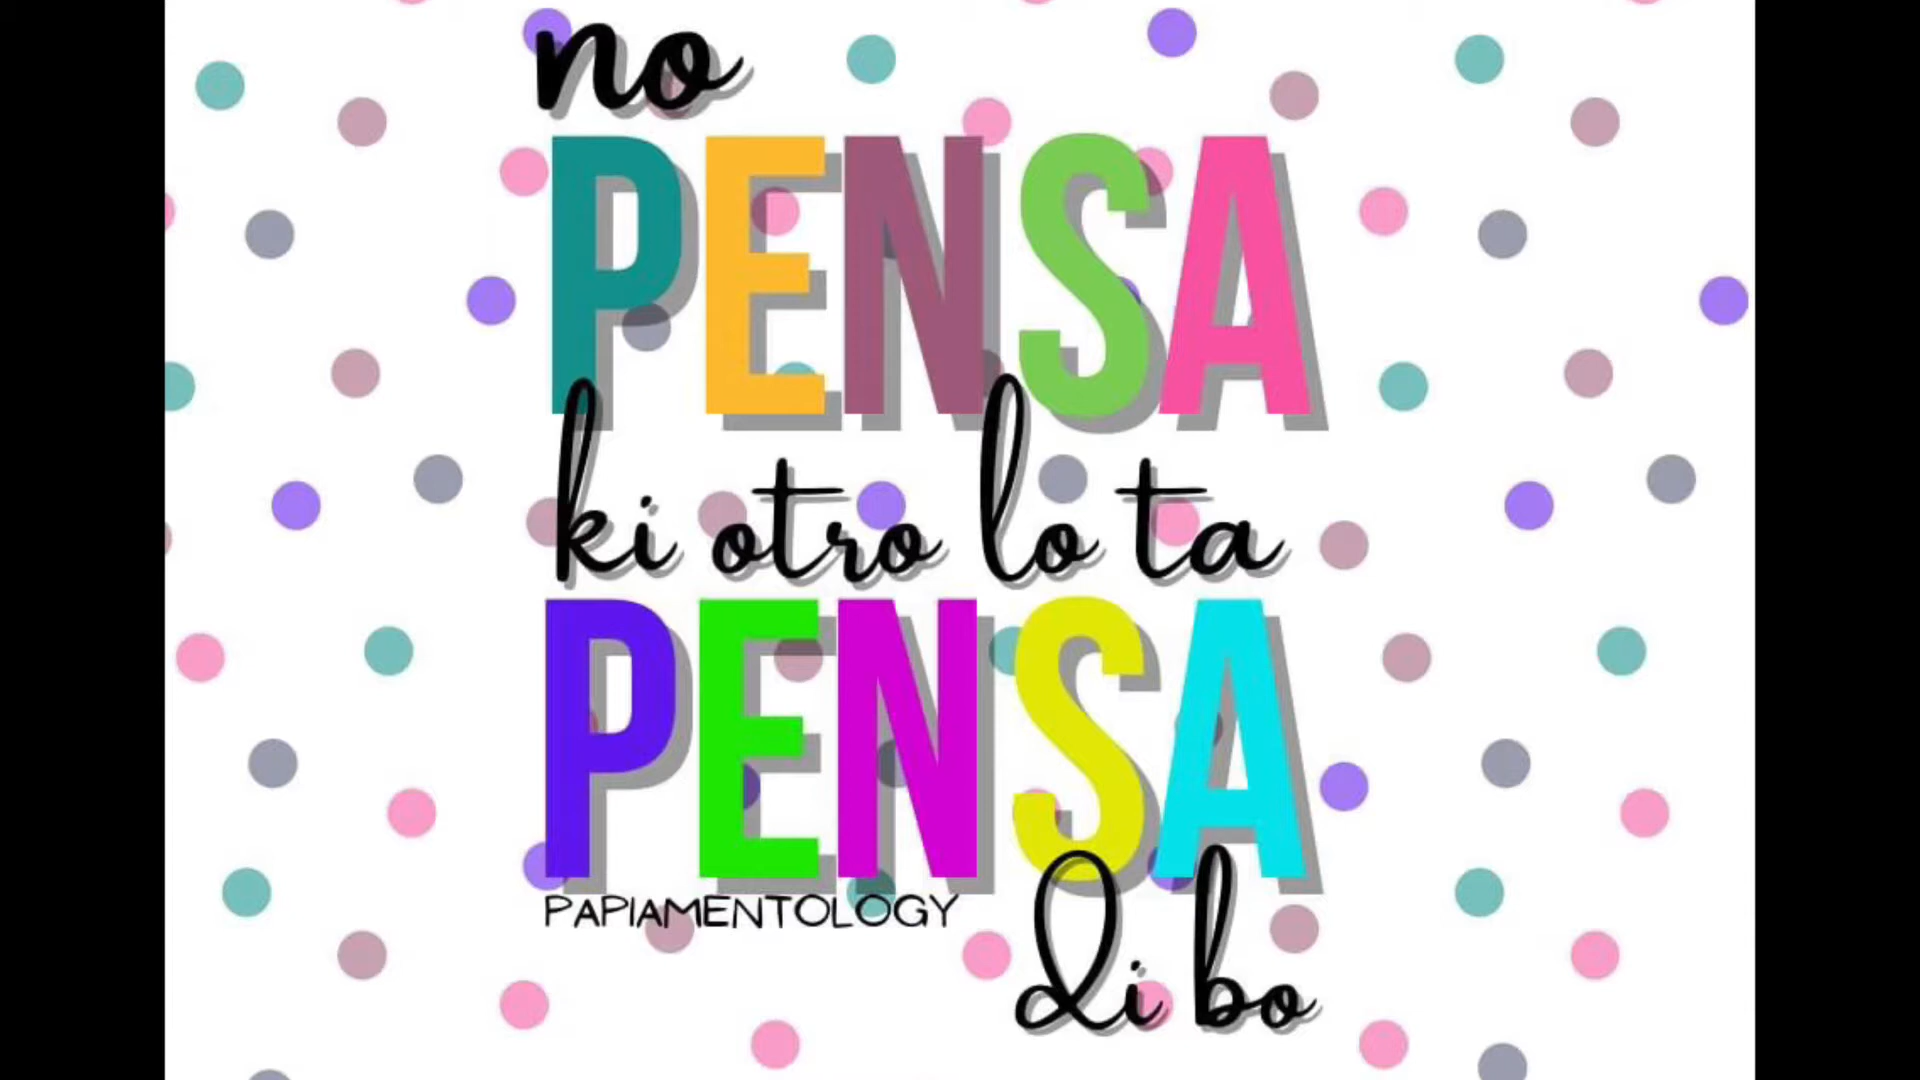 no
PENSA
ki otro lo ta
PENSA
PAPIAMENTOLOGY
di bo